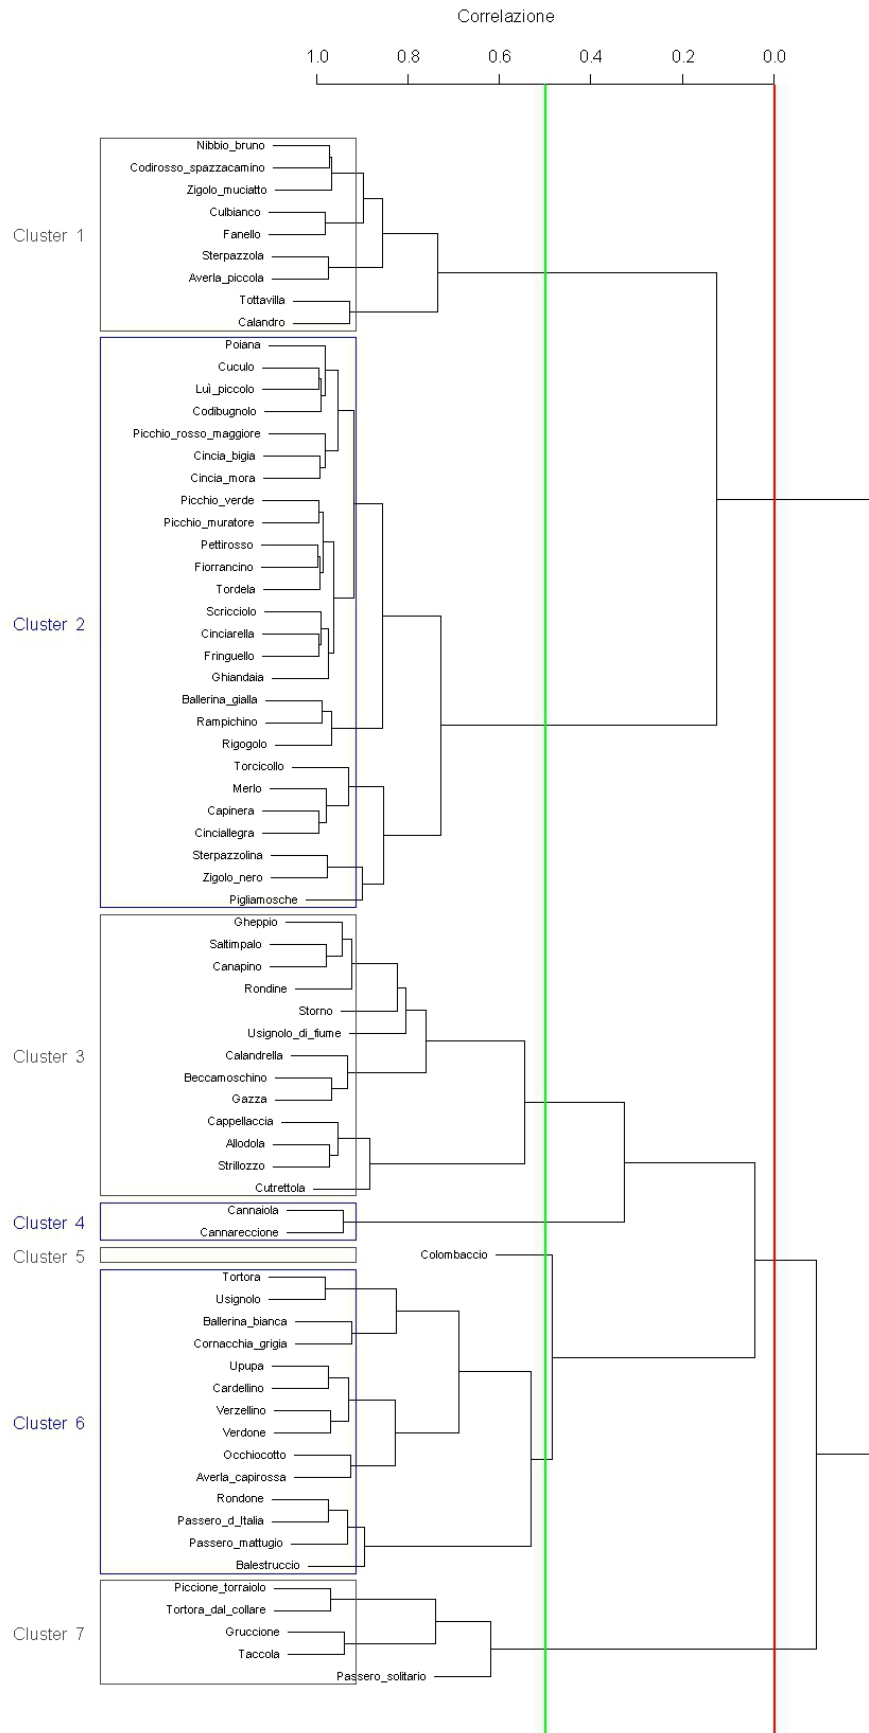 Correlazione
1.0 0.8 0.6 0.4 0.2 0.0
Cluster 1
Nibbio_bruno
Codirosso_spazzacamino
Zigolo_muciatto
Culbianco
Fanello
Sterpazzola
Averla_piccola
Tottavilla
Calandro
Cluster 2
Poiana
Cuculo
Luì_piccolo
Codibugnolo
Picchio_rosso_maggiore
Cincia_bigia
Cincia_mora
Picchio_verde
Picchio_muratore
Pettirosso
Fiorrancino
Tordela
Scricciolo
Cinciarella
Fringuello
Ghiandaia
Ballerina_gialla
Rampichino
Rigogolo
Torcicollo
Merlo
Capinera
Cinciallegra
Sterpazzolina
Zigolo_nero
Pigliamosche
Cluster 3
Gheppio
Saltimpalo
Canapino
Rondine
Storno
Usignolo_di_fiume
Calandrella
Beccamoschino
Gazza
Cappellaccia
Allodola
Strillozzo
Cutrettola
Cluster 4
Cannaiola
Cannareccione
Cluster 5
Colombaccio
Cluster 6
Tortora
Usignolo
Ballerina_bianca
Cornacchia_grigia
Upupa
Cardellino
Verzellino
Verdone
Occhiocotto
Averla_capirossa
Rondone
Passero_d_Italia
Passero_mattugio
Balestruccio
Cluster 7
Piccione_torraiolo
Tortora_dal_collare
Gruccione
Taccola
Passero_solitario